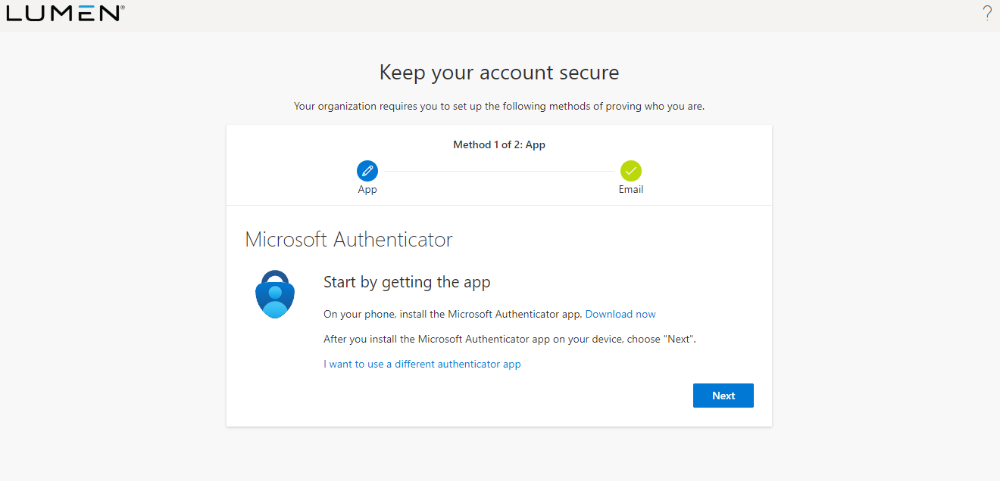 LUMEN®
?
Keep your account secure
Your organization requires you to set up the following methods of proving who you are.
Method 1 of 2: App
App
Email
Microsoft Authenticator
Start by getting the app
On your phone, install the Microsoft Authenticator app. Download now
After you install the Microsoft Authenticator app on your device, choose "Next".
I want to use a different authenticator app
Next